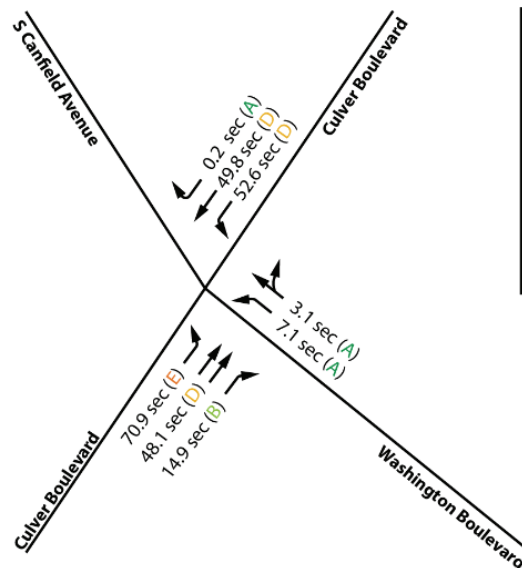 S Canfield Avenue
Culver Boulevard
0.2 sec (A)
49.8 sec (D)
52.6 sec (D)
3.1 sec (A)
7.1 sec (A)
70.9 sec (E)
48.1 sec (D)
14.9 sec (B)
Culver Boulevard
Washington Boulevard